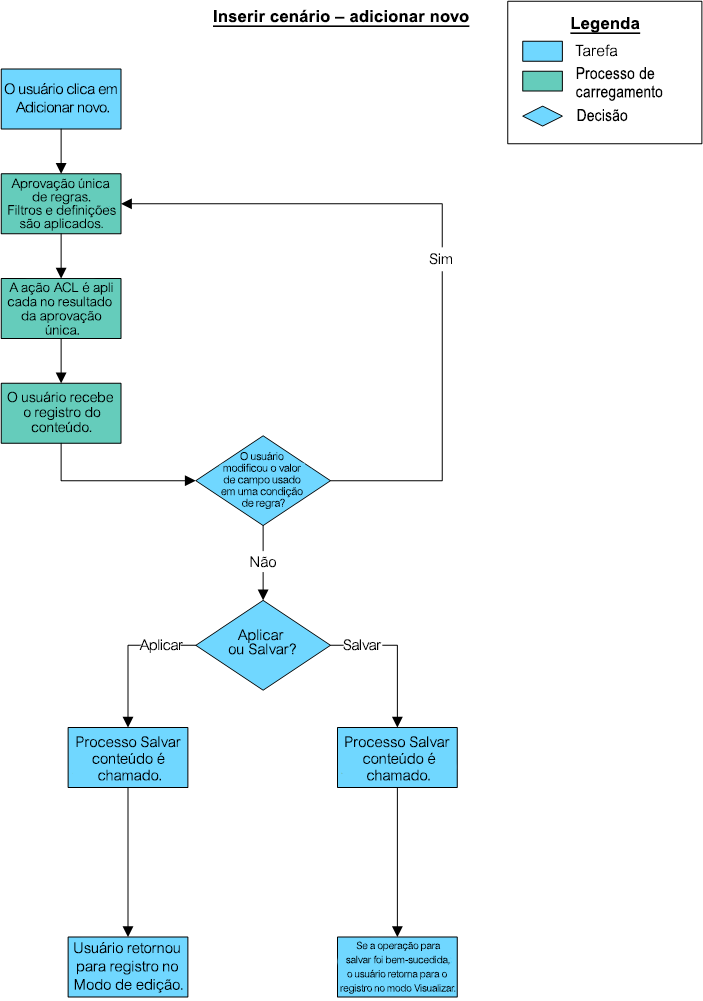 Inserir cenário – adicionar novo
Legenda
Tarefa
Processo de
carregamento
Decisão
O usuário clica em
Adicionar novo.
Aprovação única
de regras.
Filtros e definições
são aplicados.
Sim
A ação ACL é apli
cada no resultado
da aprovação
única.
O usuário recebe
o registro do
conteúdo.
O usuário
modificou o valor
de campo usado
em uma condição
de regra?
Não
Aplicar
ou Salvar?
Aplicar
Salvar
Processo Salvar
conteúdo é
chamado.
Processo Salvar
conteúdo é
chamado.
Usuário retornou
para registro no
Modo de edição.
Se a operação para
salvar foi bem-sucedida,
o usuário retorna para o
registro no modo Visualizar.